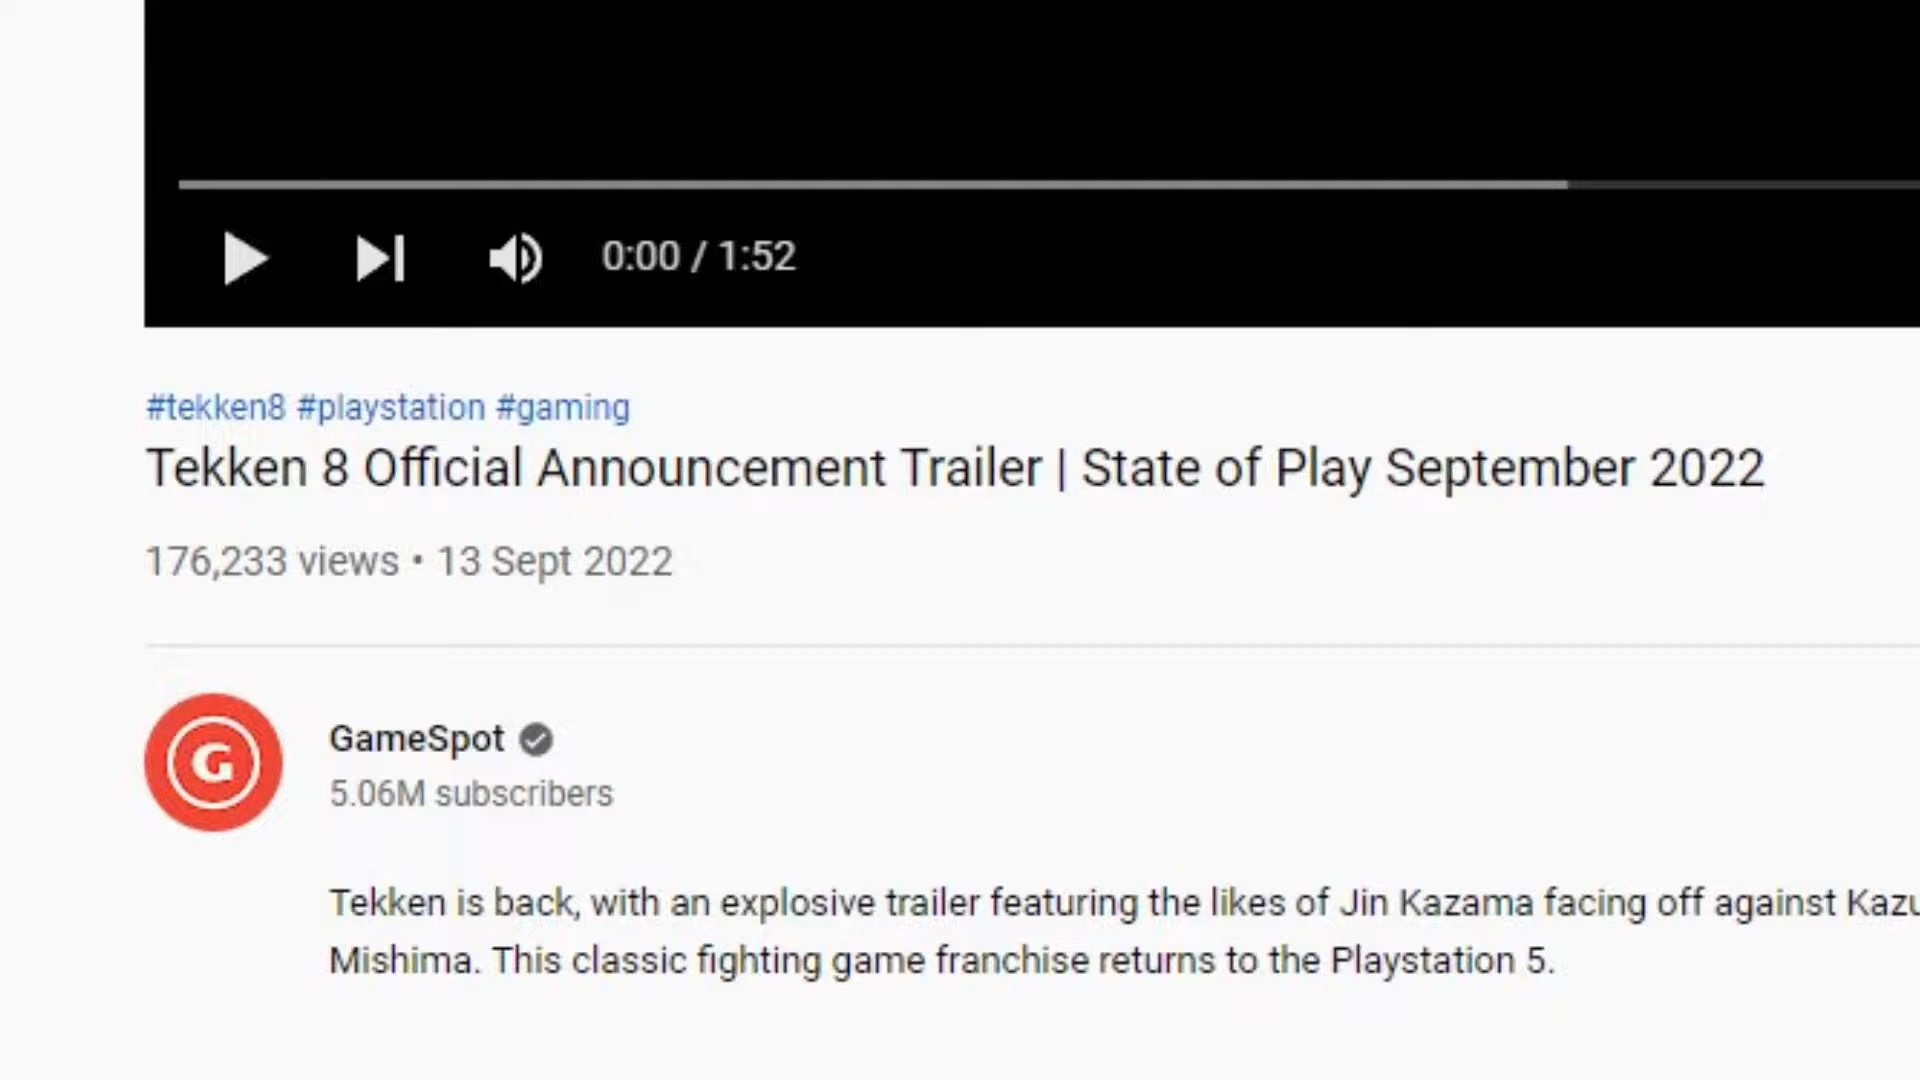 0:00 / 1:52
#tekken8 #playstation #gaming
Tekken 8 Official Announcement Trailer | State of Play September 2022
176,233 views • 13 Sept 2022
G
GameSpot
5.06M subscribers
Tekken is back, with an explosive trailer featuring the likes of Jin Kazama facing off against Kazu
Mishima. This classic fighting game franchise returns to the Playstation 5.